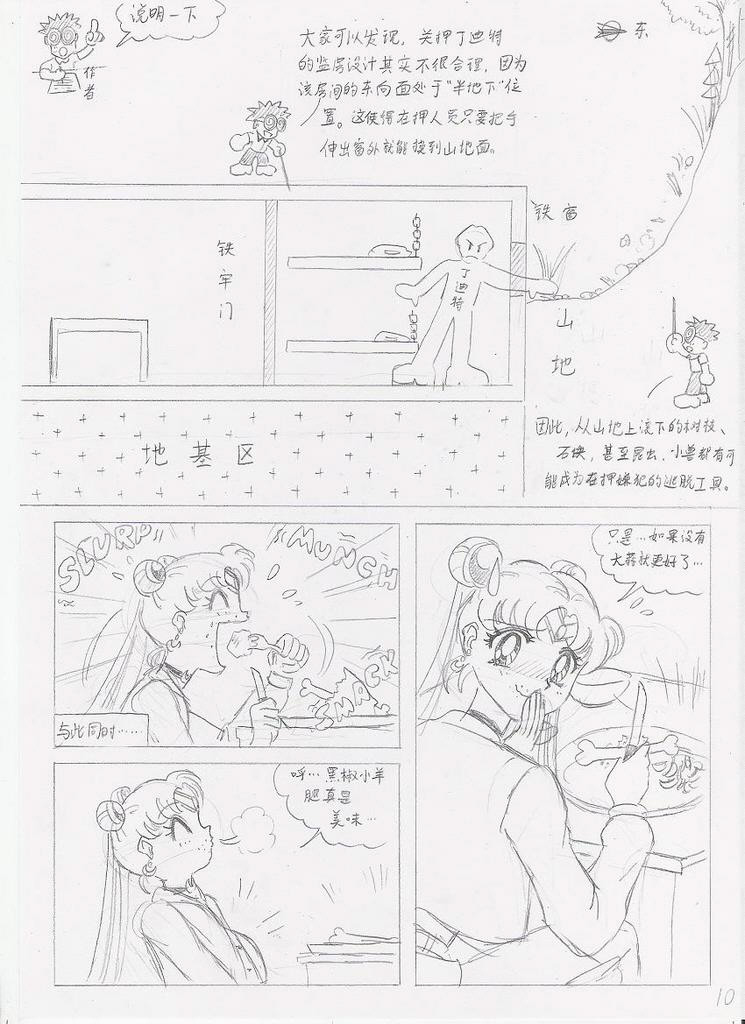 说明一下
作者
大家可以发现，关押丁迪特
的监房设计其实不很合理，因为
该房间的东向面处于"半地下"位
置。这使得在押人员只要把手
伸出窗外就能接到山地面。
东
铁窗
铁牢门
丁迪特
山地
因此，从山地上滚下的树枝、
石块，甚至昆虫、小兽都有可
能成为在押嫌犯的逃脱工具。
地基区
SLURP
MUNCH
SMACK
与此同时……
只是…如果没有
大蒜就更好了…
呼…黑椒小羊
肥真是
美味…
10